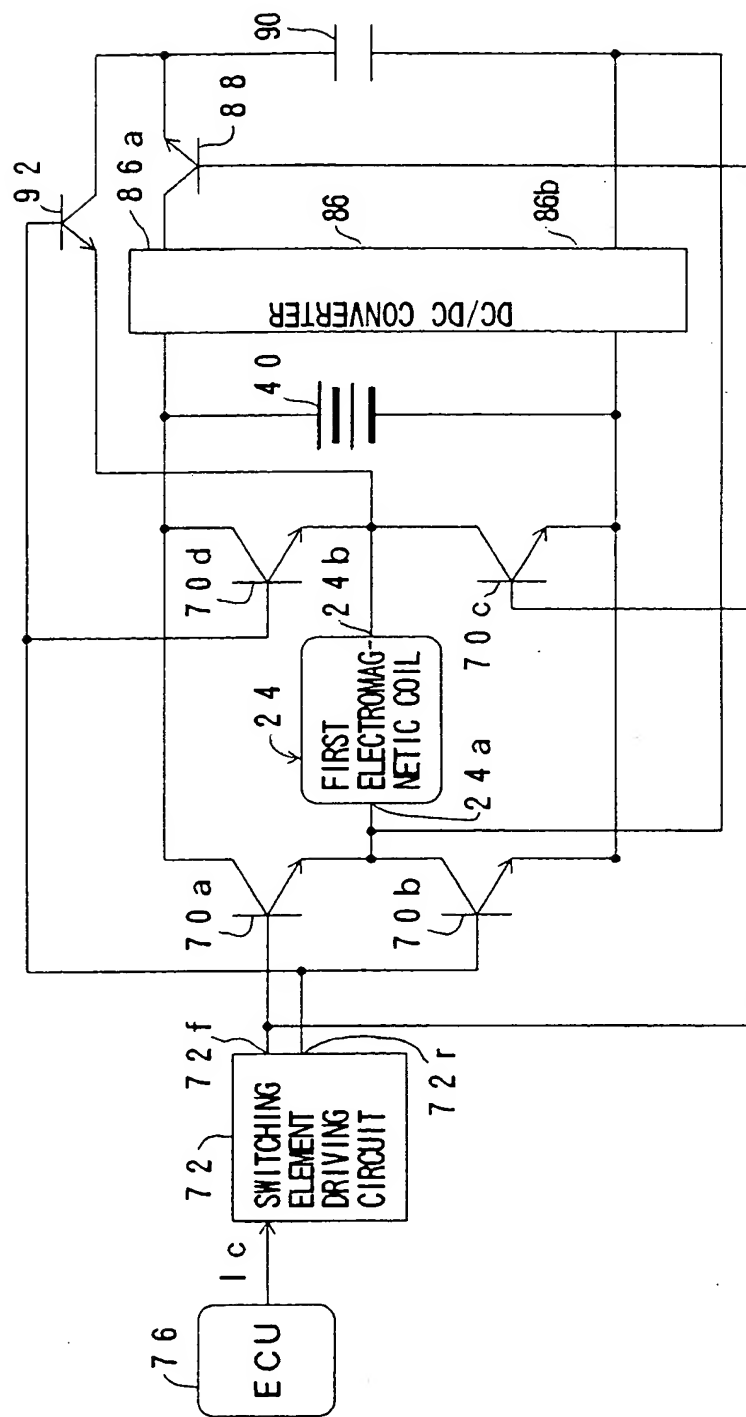 76
ECU
Ic
72
72f
SWITCHING
ELEMENT
DRIVING
CIRCUIT
72r
70a
70b
24
FIRST
ELECTROMAG-
NETIC COIL
24a
24b
70d
70c
40
DC/DC CONVERTER
86a
86
86b
92
88
90